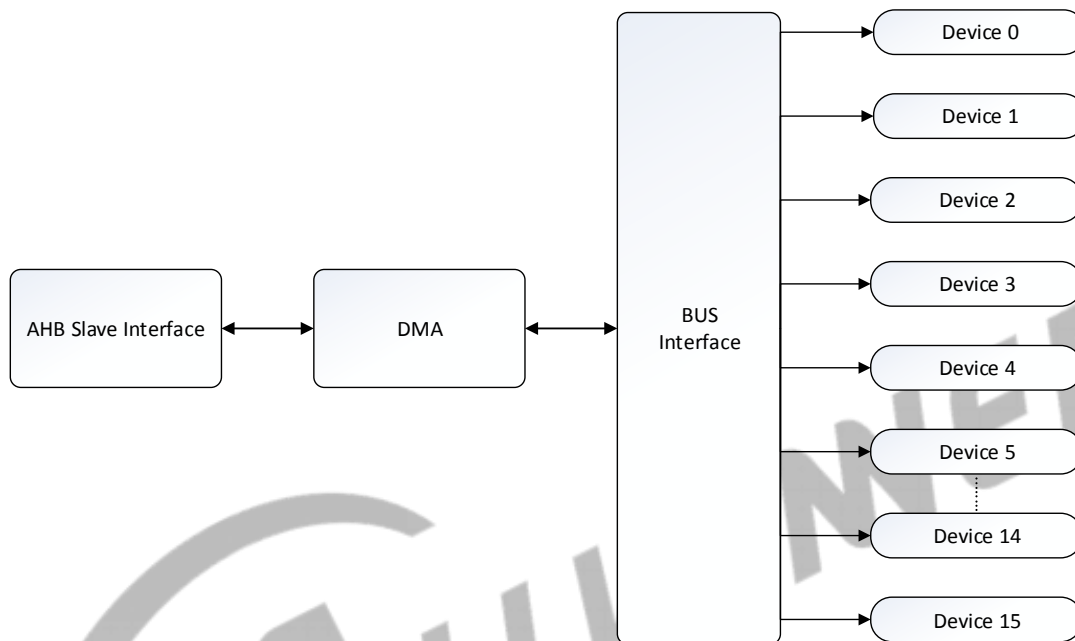 Device 0
Device 1
Device 2
Device 3
AHB Slave Interface
DMA
BUS
Interface
Device 4
Device 5
Device 14
Device 15